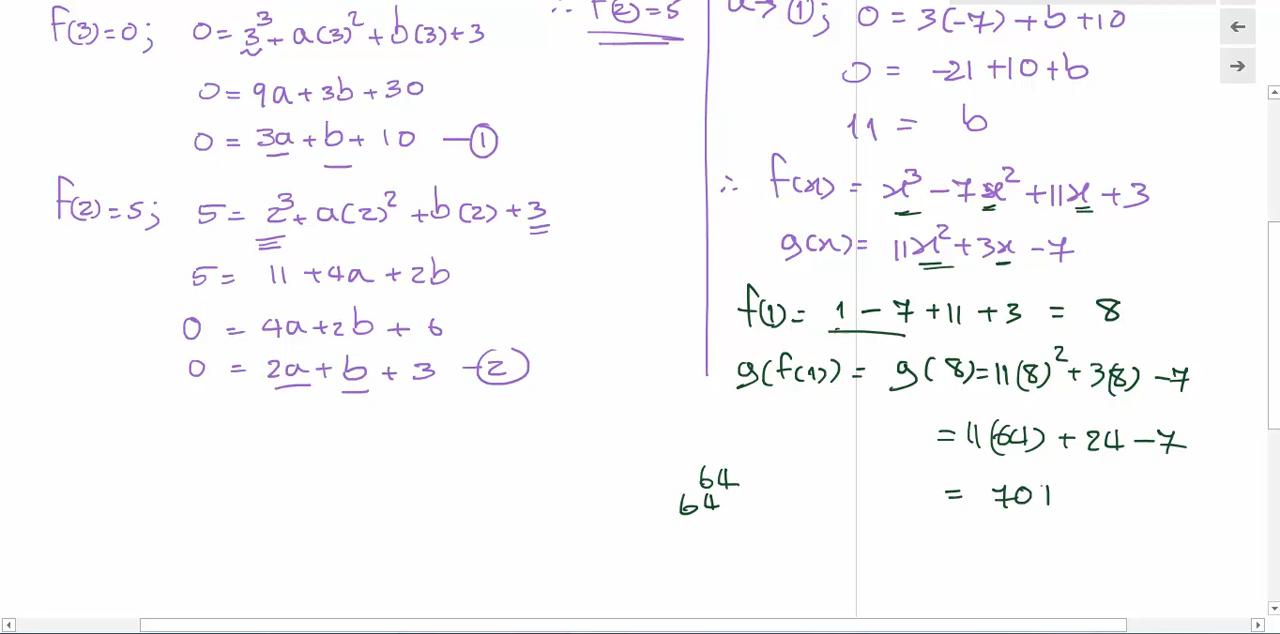 f(3)=0; 0=3³+a(3)²+b(3)+3
0=9a+3b+30
0 = 3a+b+10 —①
f(2)=5; 5=2³+a(2)²+b(2)+3
5= 11+4a+2b
0 = 4a+2b+6
0 = 2a+b+3 —②
∴ f(2)=5
a→①; 0=3(-7)+b+10
0 = -21+10+b
11 = b
∴ f(x) = x³-7x²+11x+3
g(x)= 11x²+3x-7
f(1)= 1-7+11+3 = 8
g(f(1)) = g(8)=11(8)²+3(8)-7
=11(64)+24-7
= 701
64
64